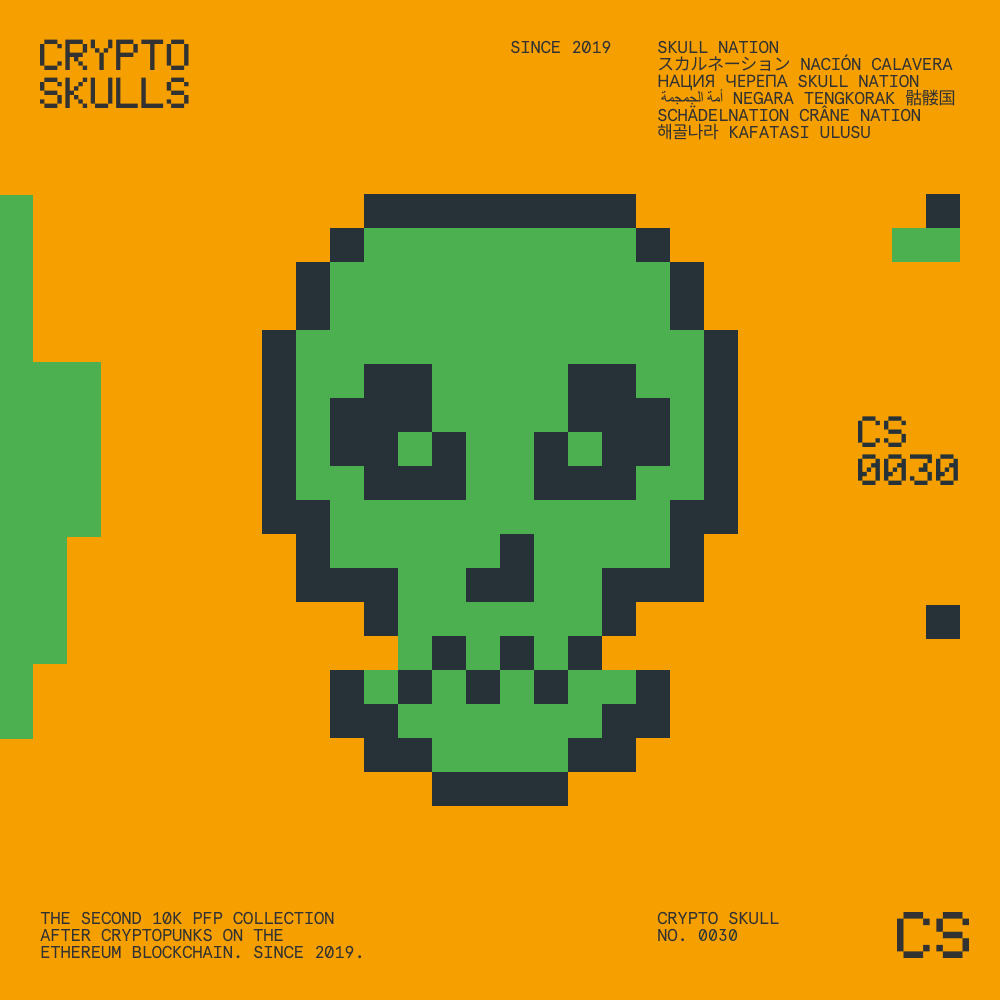 CRYPTO
SKULLS
SINCE 2019
SKULL NATION
スカルネーション NACIÓN CALAVERA
НАЦИЯ ЧЕРЕПА SKULL NATION
أمة الجمجمة NEGARA TENGKORAK 骷髅国
SCHÄDELNATION CRÂNE NATION
해골나라 KAFATASI ULUSU
CS
0030
THE SECOND 10K PFP COLLECTION
AFTER CRYPTOPUNKS ON THE
ETHEREUM BLOCKCHAIN. SINCE 2019.
CRYPTO SKULL
NO. 0030
CS